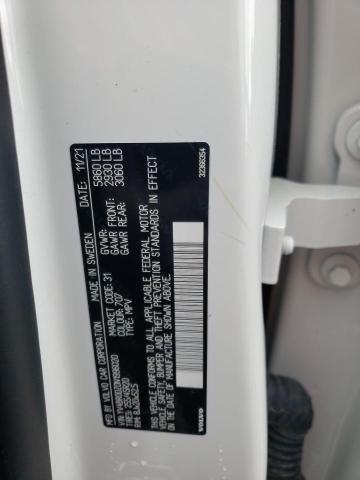 MFD BY VOLVO CAR CORPORATION
MADE IN SWEDEN
DATE: 11/21
MARKET CODE: 31
COLOUR: 707
TYPE: MPV
GVWR: 5860 LB
GAWR FRONT: 2930 LB
GAWR REAR: 3060 LB
THIS VEHICLE CONFORMS TO ALL APPLICABLE FEDERAL MOTOR
VEHICLE SAFETY, BUMPER AND THEFT STANDARDS IN EFFECT
ON THE DATE OF MANUFACTURE SHOWN ABOVE.
VOLVO
32366354